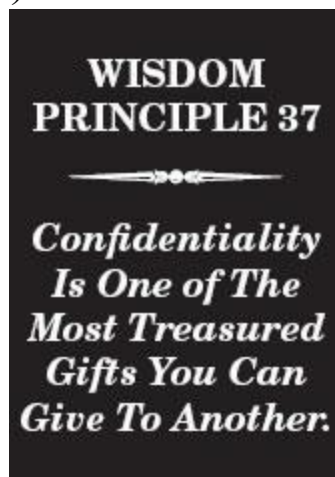 WISDOM
PRINCIPLE 37
Confidentiality
Is One of The
Most Treasured
Gifts You Can
Give To Another.